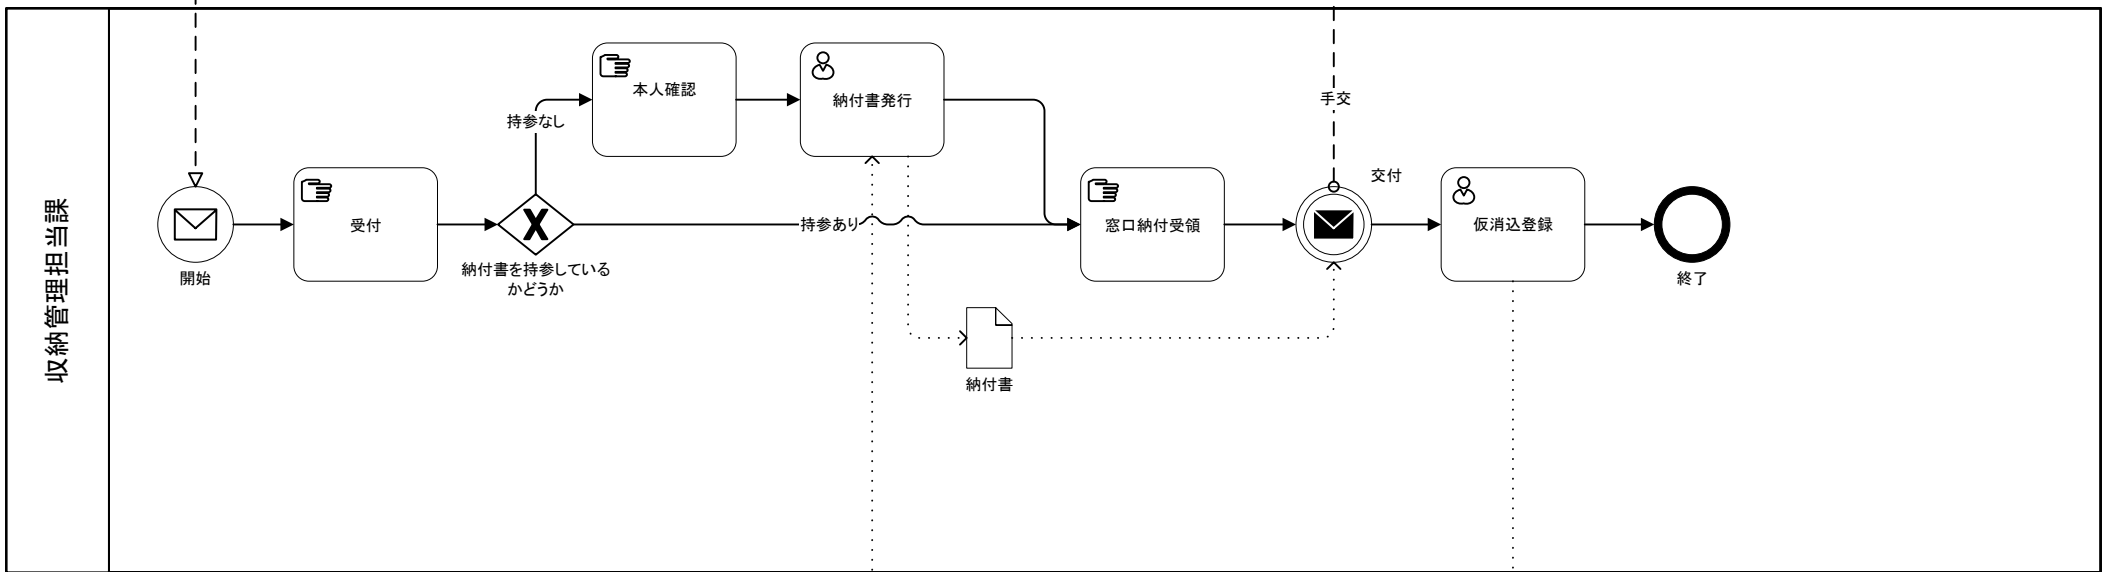 収納管理担当課
開始
受付
納付書を持参している
かどうか
持参なし
本人確認
納付書発行
持参あり
納付書
窓口納付受領
手交
交付
仮消込登録
終了